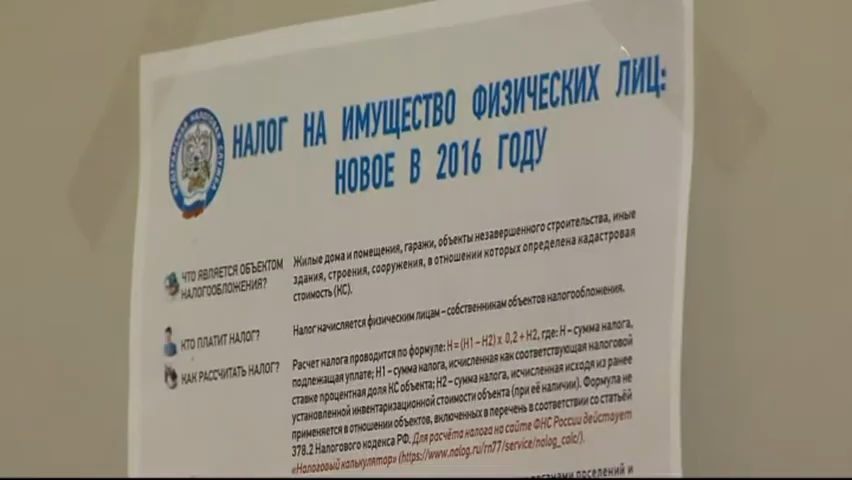 НАЛОГ НА ИМУЩЕСТВО ФИЗИЧЕСКИХ ЛИЦ:
НОВОЕ В 2016 ГОДУ
ФЕДЕРАЛЬНАЯ НАЛОГОВАЯ СЛУЖБА
ЧТО ЯВЛЯЕТСЯ ОБЪЕКТОМ
НАЛОГООБЛОЖЕНИЯ?
Жилые дома и помещения, гаражи, объекты незавершенного строительства, иные
здания, строения, сооружения, в отношении которых определена кадастровая
стоимость (КС).
КТО ПЛАТИТ НАЛОГ?
Налог начисляется физическим лицам – собственникам объектов налогообложения.
КАК РАССЧИТАТЬ НАЛОГ?
Расчет налога проводится по формуле: Н = (Н1 – Н2) х 0,2 + Н2, где: Н – сумма налога,
подлежащая уплате; Н1 – сумма налога, исчисленная как соответствующая налоговой
ставке процентная доля КС объекта; Н2 – сумма налога, исчисленная исходя из ранее
установленной инвентаризационной стоимости объекта (при её наличии). Формула не
применяется в отношении объектов, включенных в перечень в соответствии со статьёй
378.2 Налогового кодекса РФ. Для расчёта налога на сайте ФНС России действует
«Налоговый калькулятор» (https://www.nalog.ru/rn77/service/nalog_calc/).
органами поселений и